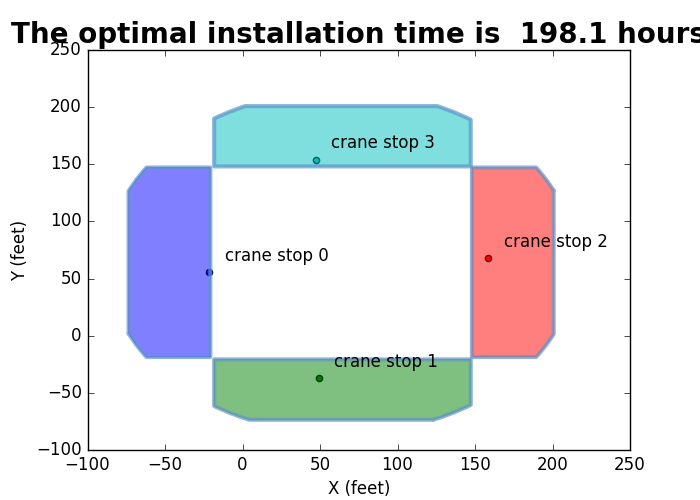 The optimal installation time is  198.1 hours
250
200
150
100
50
0
−50
−100
Y (feet)
crane stop 3
crane stop 2
crane stop 0
crane stop 1
−100
−50
0
50
100
150
200
250
X (feet)